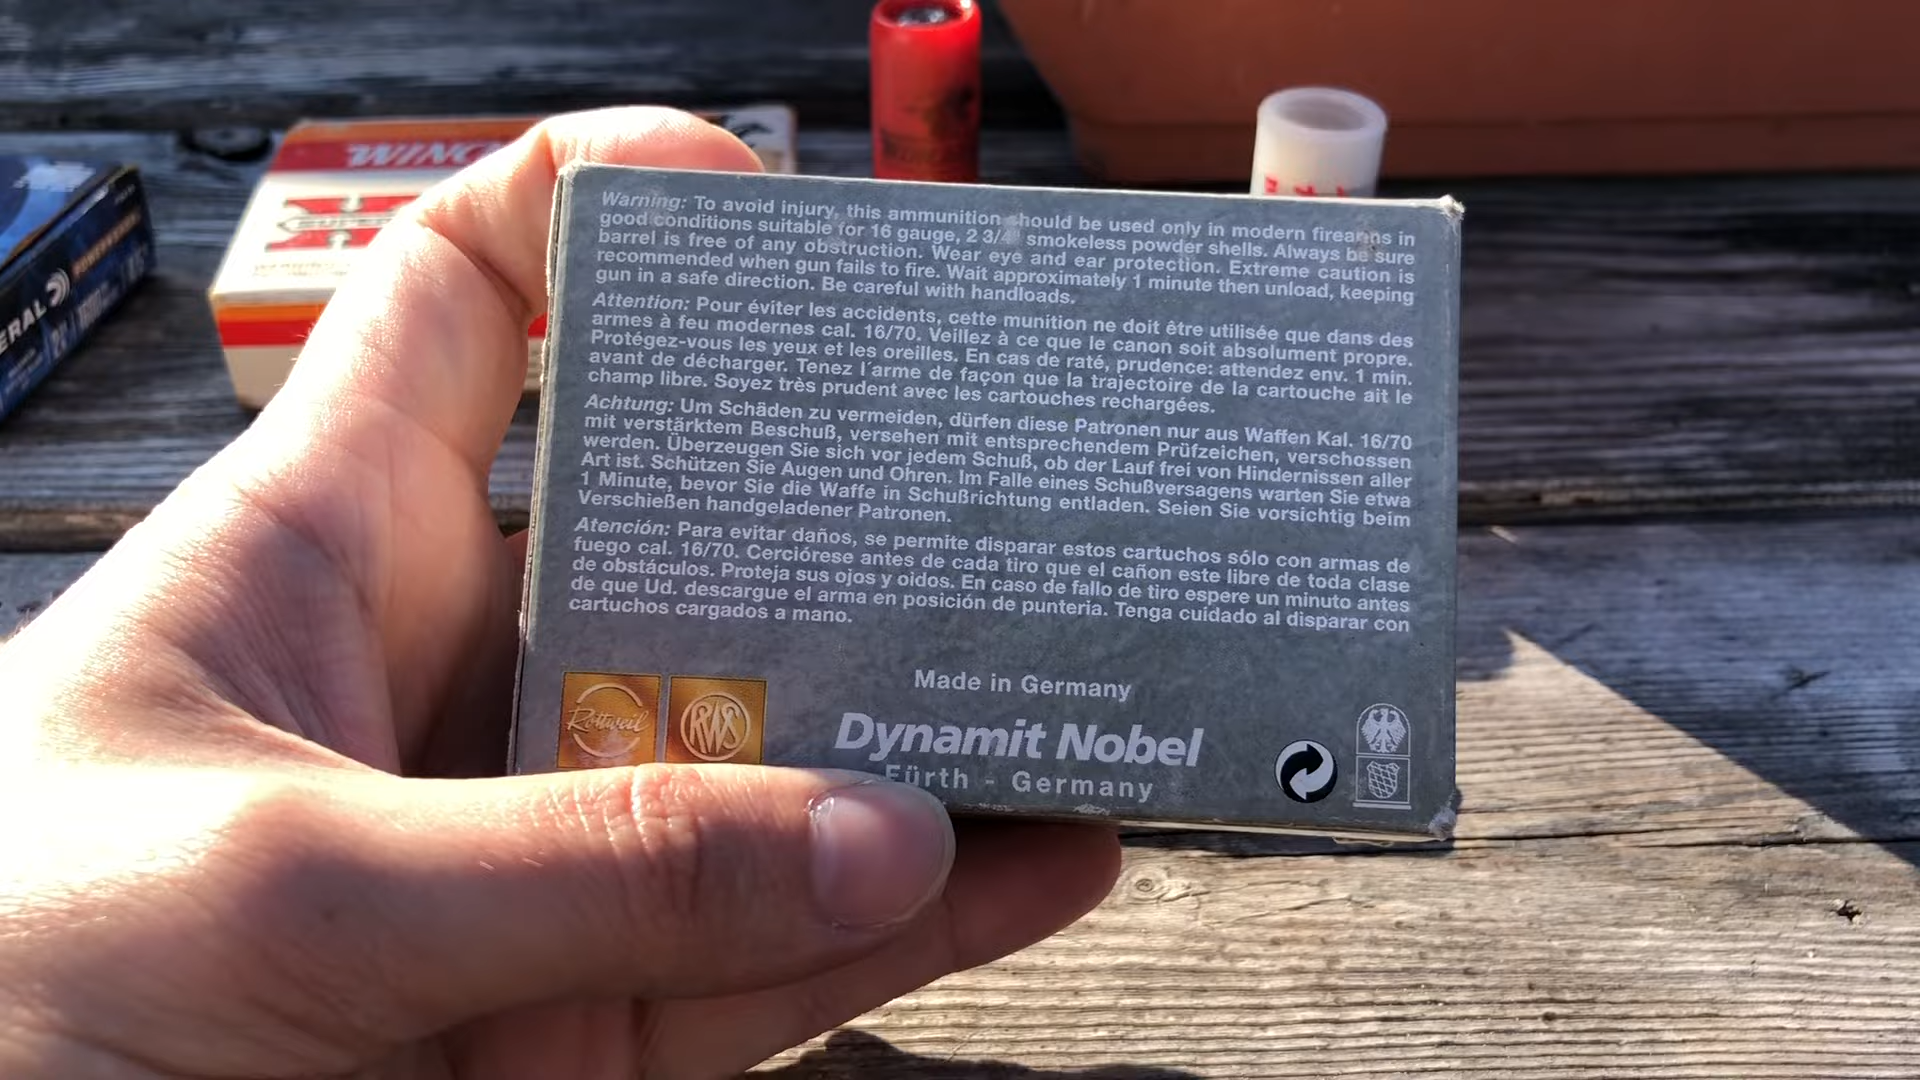 WINC
ERAL
Warning: To avoid injury, this ammunition should be used only in modern firearms in
good conditions suitable for 16 gauge, 2 3/4" smokeless powder shells. Always be sure
barrel is free of any obstruction. Wear eye and ear protection. Extreme caution is
recommended when gun fails to fire. Wait approximately 1 minute then unload, keeping
gun in a safe direction. Be careful with handloads.
Attention: Pour éviter les accidents, cette munition ne doit être utilisée que dans des
armes à feu modernes cal. 16/70. Veillez à ce que le canon soit absolument propre.
Protégez-vous les yeux et les oreilles. En cas de raté, prudence: attendez env. 1 min.
avant de décharger. Tenez l´arme de façon que la trajectoire de la cartouche ait le
champ libre. Soyez très prudent avec les cartouches rechargées.
Achtung: Um Schäden zu vermeiden, dürfen diese Patronen nur aus Waffen Kal. 16/70
mit verstärktem Beschuß, versehen mit entsprechendem Prüfzeichen, verschossen
werden. Überzeugen Sie sich vor jedem Schuß, ob der Lauf frei von Hindernissen aller
Art ist. Schützen Sie Augen und Ohren. Im Falle eines Schußversagens warten Sie etwa
1 Minute, bevor Sie die Waffe in Schußrichtung entladen. Seien Sie vorsichtig beim
Verschießen handgeladener Patronen.
Atención: Para evitar daños, se permite disparar estos cartuchos sólo con armas de
fuego cal. 16/70. Cerciórese antes de cada tiro que el cañon este libre de toda clase
de obstáculos. Proteja sus ojos y oidos. En caso de fallo de tiro espere un minuto antes
de que Ud. descargue el arma en posición de punteria. Tenga cuidado al disparar con
cartuchos cargados a mano.
Made in Germany
Rottweil
RWS
Dynamit Nobel
Fürth - Germany